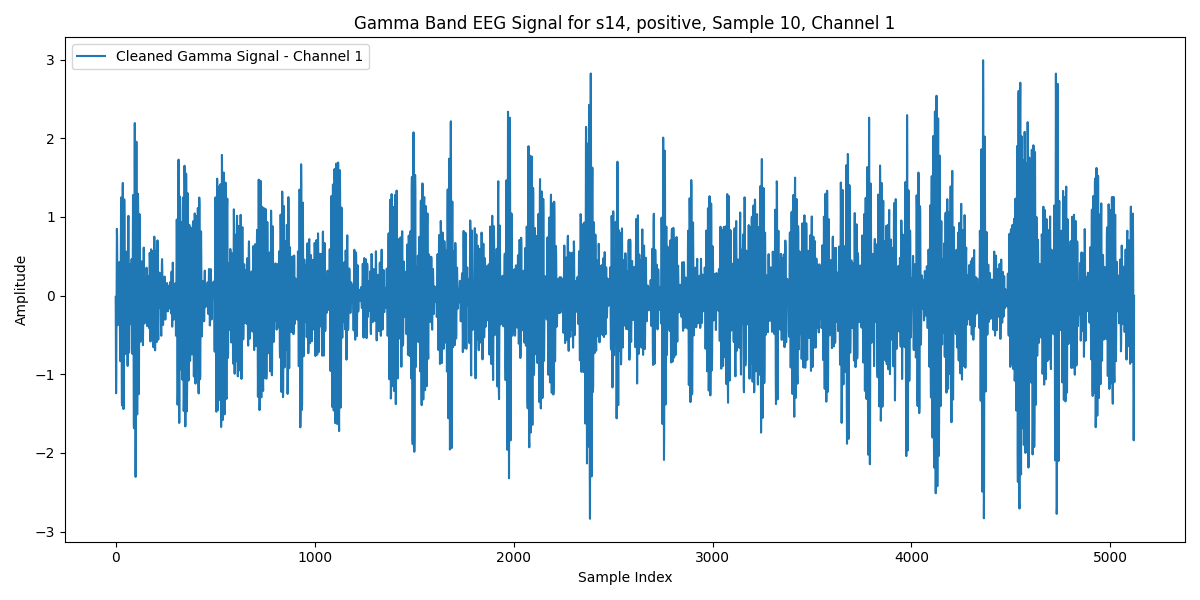 Gamma Band EEG Signal for s14, positive, Sample 10, Channel 1
Cleaned Gamma Signal - Channel 1
3
2
1
0
−1
−2
−3
Amplitude
0 1000 2000 3000 4000 5000
Sample Index